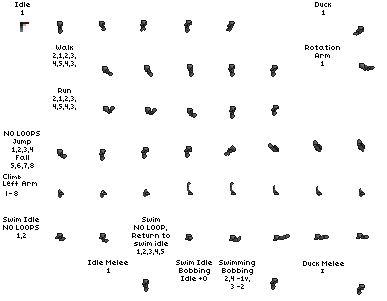 Idle
1
Duck
1
Walk
2,1,2,3,
4,5,4,3,
Rotation
Arm
1
Run
2,1,2,3,
4,5,4,3,
NO LOOPS
Jump
1,2,3,4
Fall
5,6,7,8
Climb
Left Arm
1-8
Swim Idle
NO LOOPS
1,2
Swim
NO LOOP,
Return to
swim idle
1,2,3,4,5
Swim Idle
Bobbing
Idle +0
Swimming
Bobbing
2,4 -1v,
3 -2
Idle Melee
1
Duck Melee
1